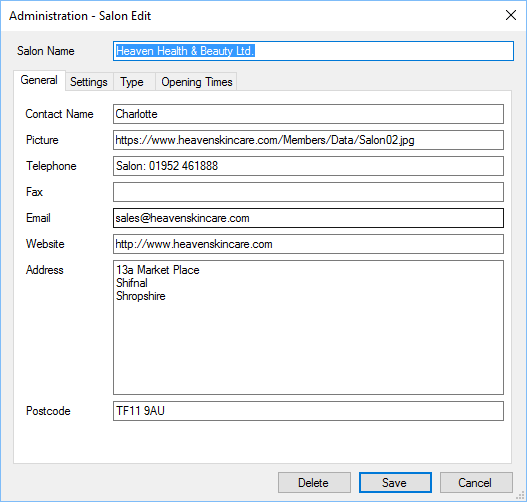 Administration - Salon Edit
Salon Name Heaven Health & Beauty Ltd.
General Settings Type Opening Times
Contact Name Charlotte
Picture https://www.heavenskincare.com/Members/Data/Salon02.jpg
Telephone Salon: 01952 461888
Fax
Email sales@heavenskincare.com
Website http://www.heavenskincare.com
Address 13a Market Place
Shifnal
Shropshire
Postcode TF11 9AU
Delete Save Cancel